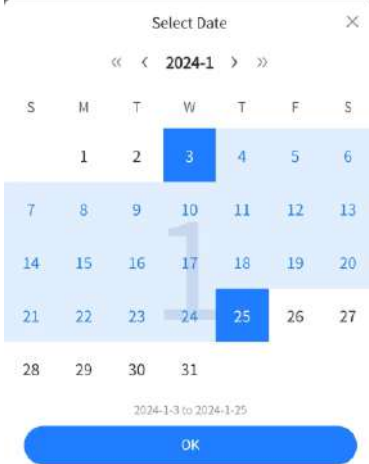 Select Date ×
« ‹ 2024-1 › »
S M T W T F S
1 2 3 4 5 6
7 8 9 10 11 12 13
14 15 16 17 18 19 20
21 22 23 24 25 26 27
28 29 30 31
1
2024-1-3 to 2024-1-25
OK